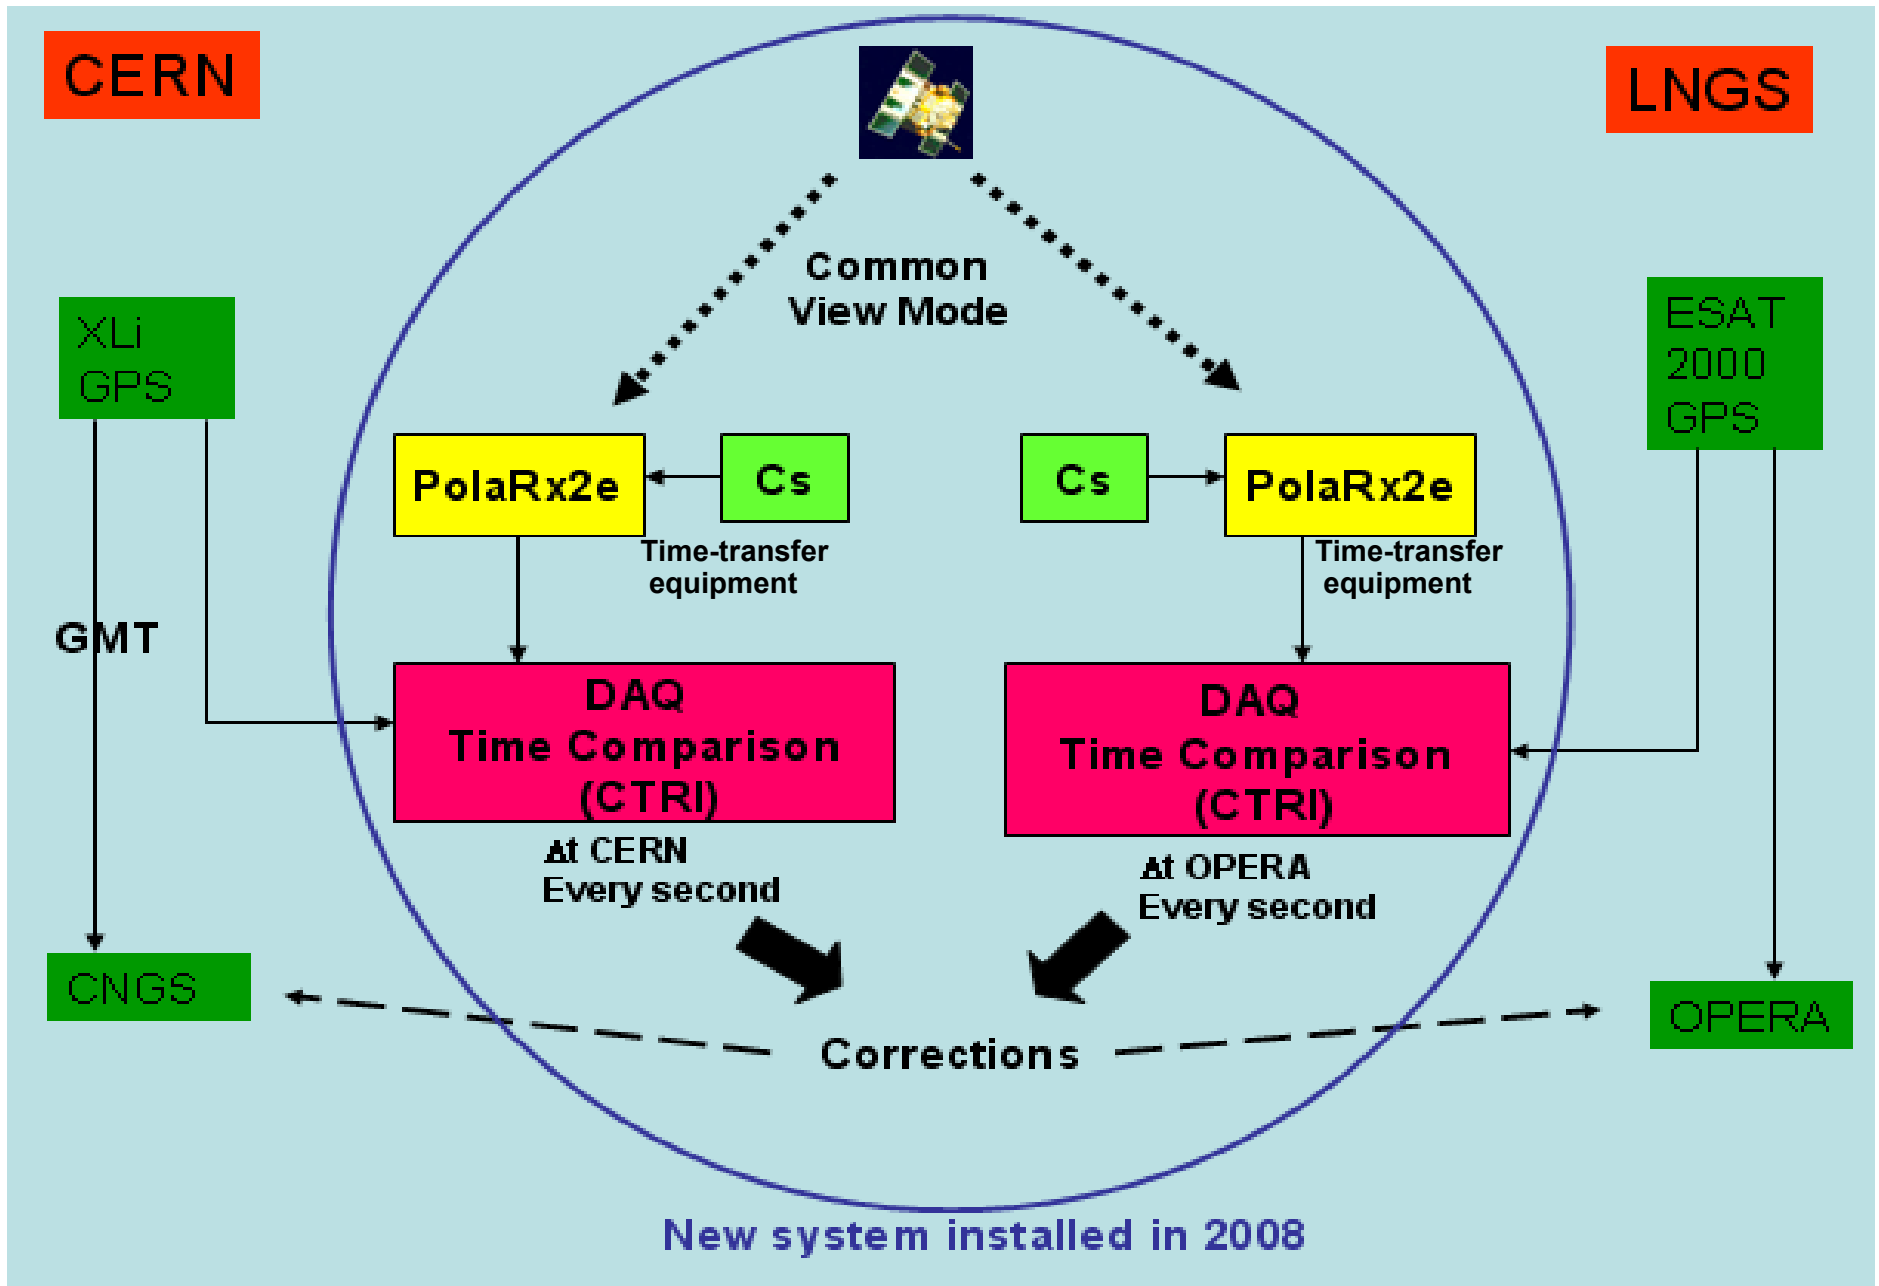 CERN
LNGS
Common
View Mode
XLi
GPS
ESAT
2000
GPS
PolaRx2e
Cs
Cs
PolaRx2e
Time-transfer
equipment
Time-transfer
equipment
GMT
DAQ
Time Comparison
(CTRI)
DAQ
Time Comparison
(CTRI)
At CERN
Every second
At OPERA
Every second
CNGS
OPERA
Corrections
New system installed in 2008